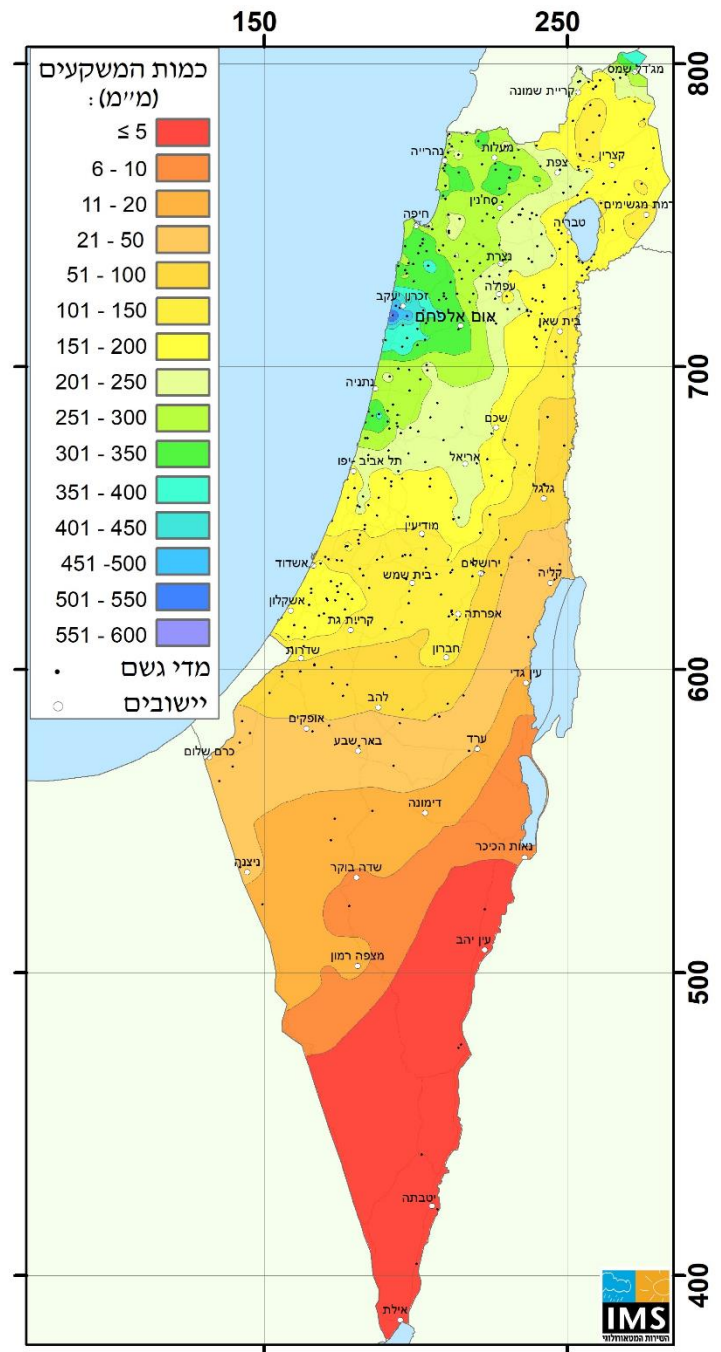 150
250
800
700
600
500
400
כמות המשקעים
(מ״מ):
≤ 5
6 - 10
11 - 20
21 - 50
51 - 100
101 - 150
151 - 200
201 - 250
251 - 300
301 - 350
351 - 400
401 - 450
451 -500
501 - 550
551 - 600
מדי גשם
יישובים
מג'דל שמס
קריית שמונה
מעלות
נהרייה
צפת
קצרין
סח'נין
רמת מגשימים
חיפה
טבריה
נצרת
עפולה
זכרון יעקב
אום אלפחם
בית שאן
נתניה
שכם
אריאל
תל אביב -יפו
גלגל
מודיעין
אשדוד
בית שמש
ירושלים
קליה
אשקלון
קריית גת
אפרתה
שדרות
חברון
עין גדי
להב
אופקים
באר שבע
ערד
כרם שלום
דימונה
נאות הכיכר
ניצנה
שדה בוקר
מצפה רמון
עין יהב
יטבתה
אילת
IMS
השירות המטאורולוגי